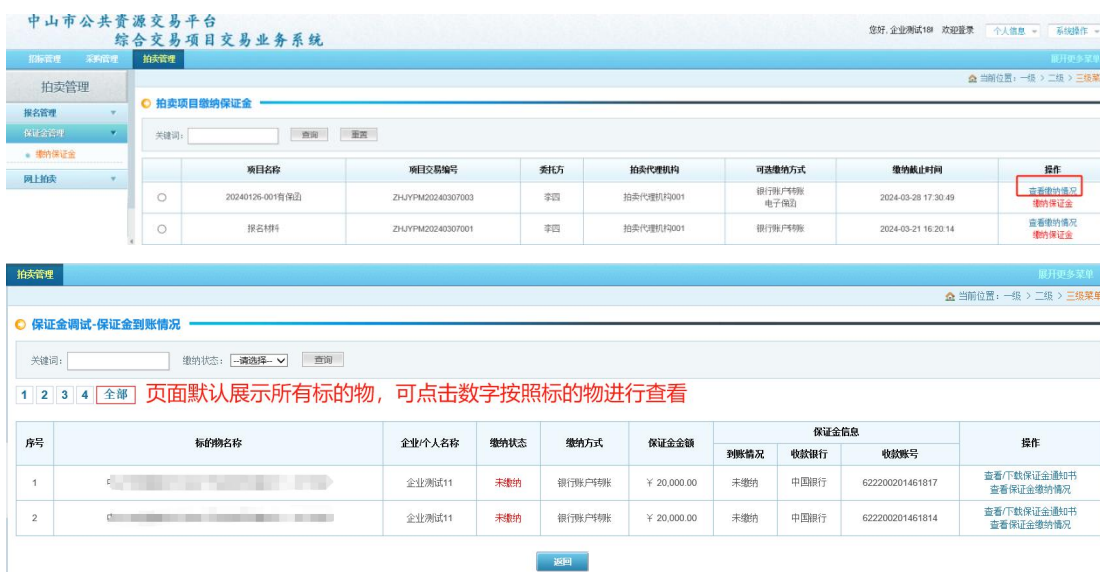 中山市公共资源交易平台
综合交易项目交易业务系统
您好, 企业测试18# 欢迎登录 个人信息 系统操作
招标管理 采购管理 拍卖管理 展开更多菜单
当前位置：一级 > 二级 > 三级菜
拍卖管理
报名管理
保证金管理
缴纳保证金
网上拍卖
拍卖项目缴纳保证金
关键词： 查询 重置
项目名称 项目交易编号 委托方 拍卖代理机构 可选缴纳方式 缴纳截止时间 操作
20240126-001有保函 ZHJYPM20240307003 李四 拍卖代理机构001 银行账户转账 电子保函 2024-03-28 17:30:49 查看缴纳情况 缴纳保证金
报名材料 ZHJYPM20240307001 李四 拍卖代理机构001 银行账户转账 2024-03-21 16:20:14 查看缴纳情况 缴纳保证金
拍卖管理 展开更多菜单
当前位置：一级 > 二级 > 三级菜单
保证金调试-保证金到账情况
关键词： 缴纳状态： --请选择-- 查询
1 2 3 4 全部 页面默认展示所有标的物，可点击数字按照标的物进行查看
序号 标的物名称 企业/个人名称 缴纳状态 缴纳方式 保证金金额 保证金信息 操作
到账情况 收款银行 收款账号
1 企业测试11 未缴纳 银行账户转账 ￥ 20,000.00 未缴纳 中国银行 622200201461817 查看/下载保证金通知书 查看保证金缴纳情况
2 企业测试11 未缴纳 银行账户转账 ￥ 20,000.00 未缴纳 中国银行 622200201461814 查看/下载保证金通知书 查看保证金缴纳情况
返回